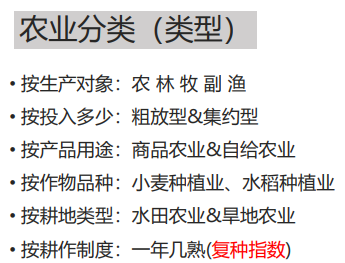 农业分类（类型）
• 按生产对象：农 林 牧 副 渔
• 按投入多少：粗放型&集约型
• 按产品用途：商品农业&自给农业
• 按作物品种：小麦种植业、水稻种植业
• 按耕地类型：水田农业&旱地农业
• 按耕作制度：一年几熟(复种指数)